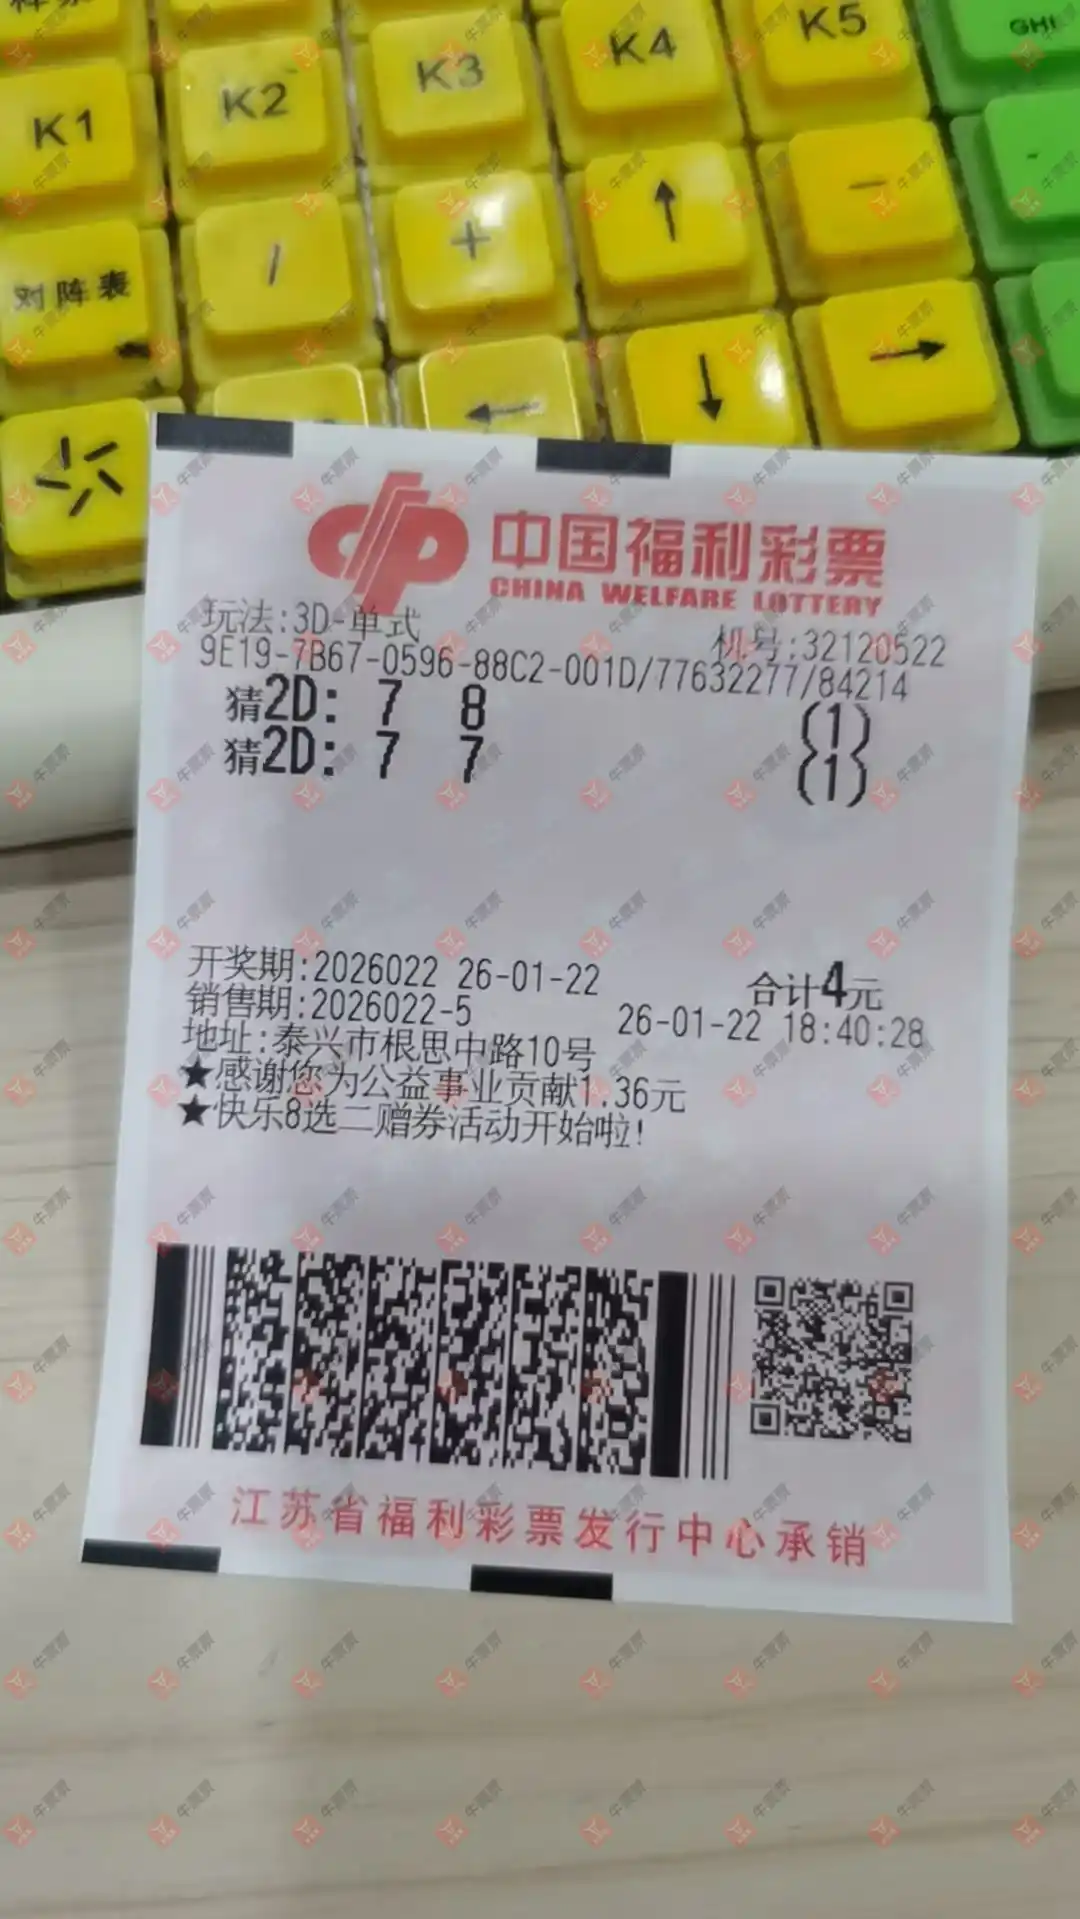 K1
K2
K3
K4
K5
GHI
对阵表
/
+
↑
-
←
↓
→
中国福利彩票
CHINA WELFARE LOTTERY
玩法:3D-单式
机号:32120522
9E19-7B67-0596-88C2-001D/77632277/84214
猜2D: 7 8 (1)
猜2D: 7 7 (1)
开奖期:2026022 26-01-22 合计4元
销售期:2026022-5 26-01-22 18:40:28
地址:泰兴市根思中路10号
★感谢您为公益事业贡献1.36元
★快乐8选二赠券活动开始啦!
江苏省福利彩票发行中心承销
牛票票